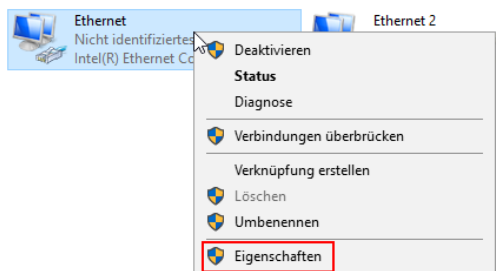 Ethernet
Nicht identifiziertes
Intel(R) Ethernet Co
Ethernet 2
Deaktivieren
Status
Diagnose
Verbindungen überbrücken
Verknüpfung erstellen
Löschen
Umbenennen
Eigenschaften